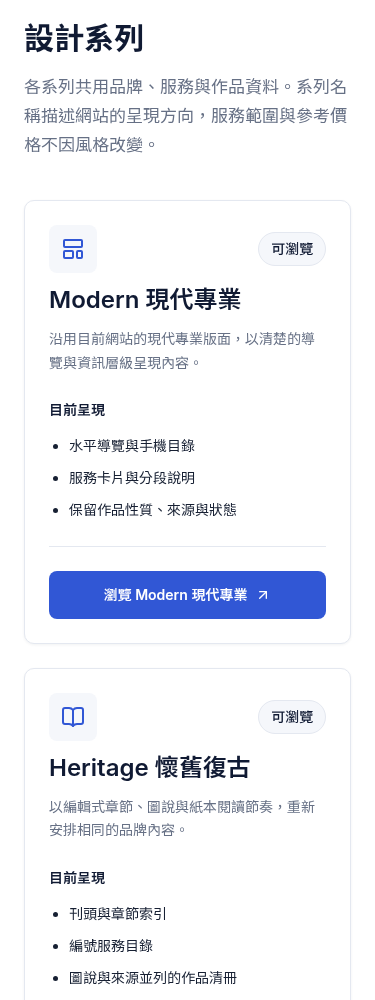 設計系列
各系列共用品牌、服務與作品資料。系列名
稱描述網站的呈現方向，服務範圍與參考價
格不因風格改變。
可瀏覽
Modern 現代專業
沿用目前網站的現代專業版面，以清楚的導
覽與資訊層級呈現內容。
目前呈現
• 水平導覽與手機目錄
• 服務卡片與分段說明
• 保留作品性質、來源與狀態
瀏覽 Modern 現代專業 ↗
可瀏覽
Heritage 懷舊復古
以編輯式章節、圖說與紙本閱讀節奏，重新
安排相同的品牌內容。
目前呈現
• 刊頭與章節索引
• 編號服務目錄
• 圖說與來源並列的作品清冊